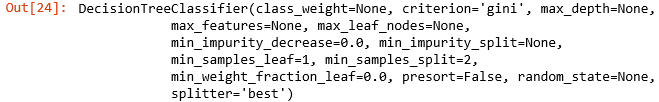 Out[24]: DecisionTreeClassifier(class_weight=None, criterion='gini', max_depth=None,
max_features=None, max_leaf_nodes=None,
min_impurity_decrease=0.0, min_impurity_split=None,
min_samples_leaf=1, min_samples_split=2,
min_weight_fraction_leaf=0.0, presort=False, random_state=None,
splitter='best')